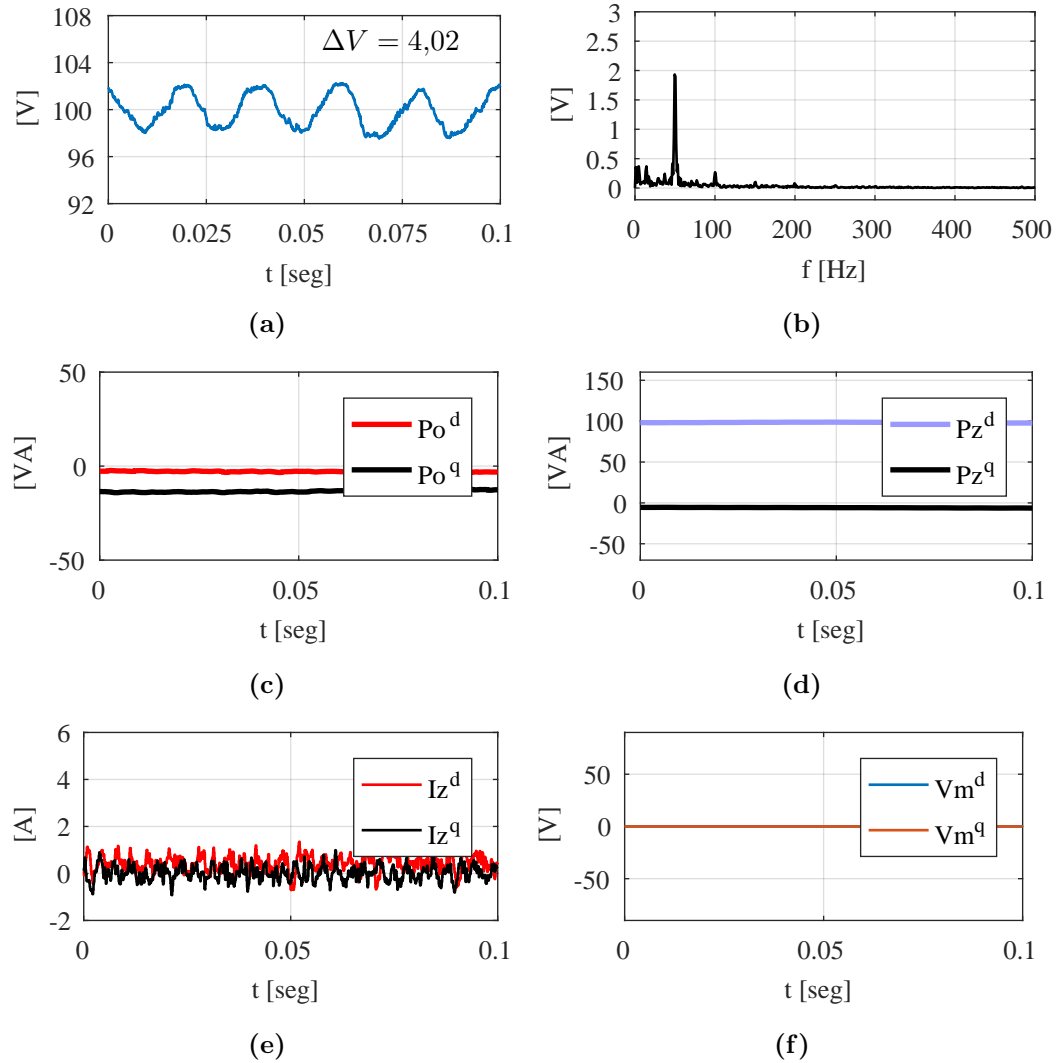 108
104
100
96
92
[V]
ΔV = 4,02
0
0.025
0.05
0.075
0.1
t [seg]
(a)
3
2.5
2
1.5
1
0.5
0
[V]
0
100
200
300
400
500
f [Hz]
(b)
50
0
-50
[VA]
Po^d
Po^q
0
0.05
0.1
t [seg]
(c)
150
100
50
0
-50
[VA]
Pz^d
Pz^q
0
0.05
0.1
t [seg]
(d)
6
4
2
0
-2
[A]
Iz^d
Iz^q
0
0.05
0.1
t [seg]
(e)
50
0
-50
[V]
Vm^d
Vm^q
0
0.05
0.1
t [seg]
(f)